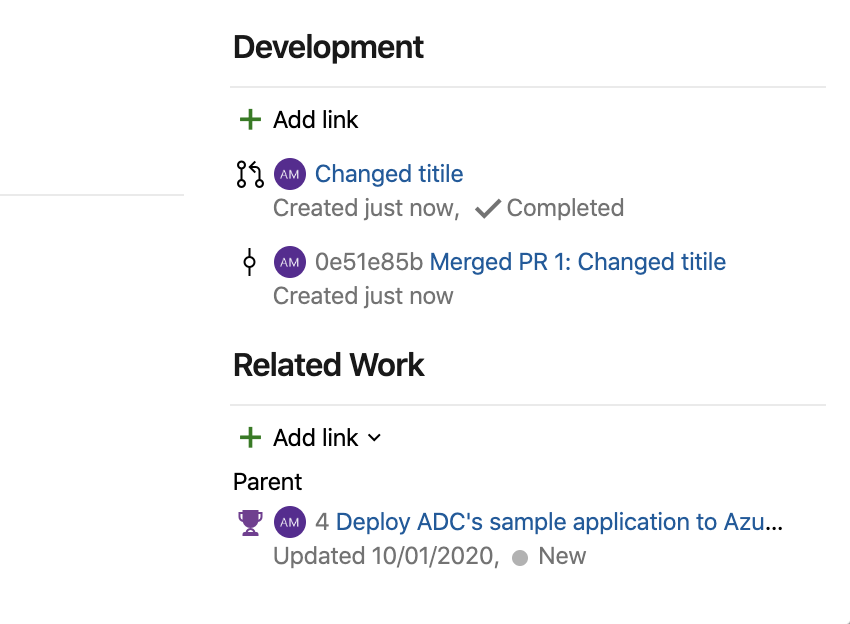 Development
Add link
AM Changed titile
Created just now, Completed
AM 0e51e85b Merged PR 1: Changed titile
Created just now
Related Work
Add link
Parent
AM 4 Deploy ADC's sample application to Azu...
Updated 10/01/2020, New